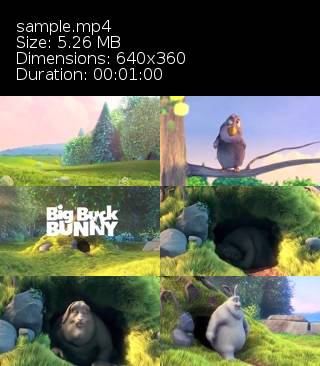 sample.mp4
Size: 5.26 MB
Dimensions: 640x360
Duration: 00:01:00
Big Buck
BUNNY